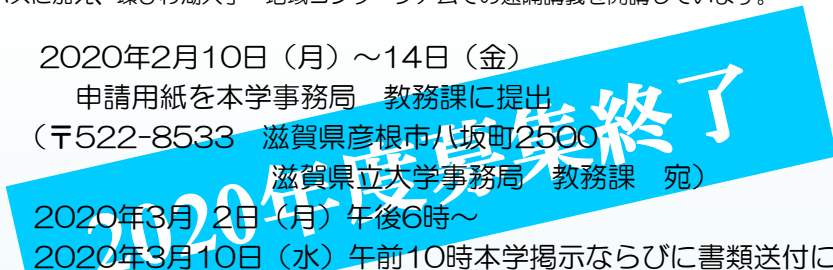 スに加え、環びわ湖大学・地域コンソーシアムでの遠隔講義を開講しています。
2020年2月10日(月)~14日(金)
申請用紙を本学事務局 教務課に提出
(〒522-8533 滋賀県彦根市八坂町2500
滋賀県立大学事務局 教務課 宛)
2020年3月 2日(月)午後6時~
2020年3月10日(水)午前10時本学掲示ならびに書類送付に
2020年度募集終了